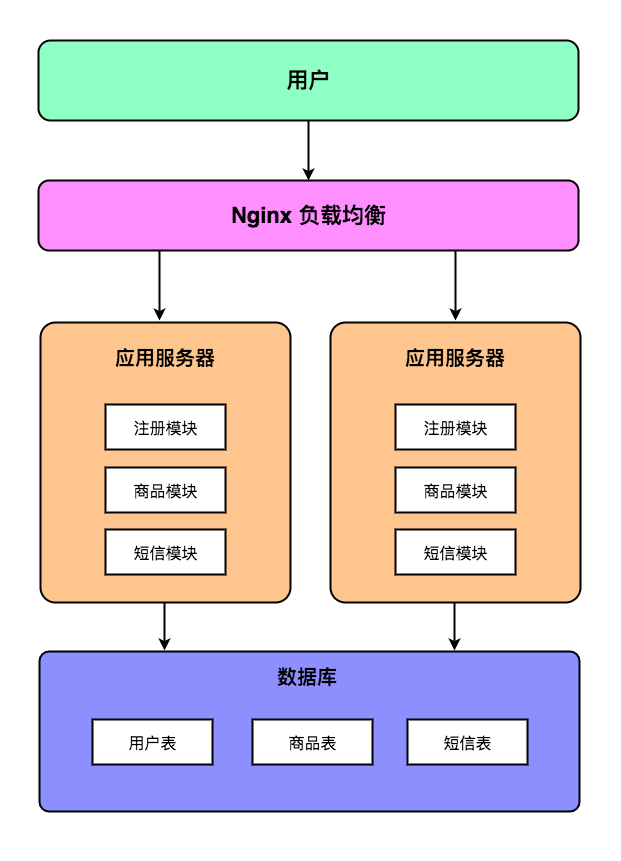 用户
Nginx 负载均衡
应用服务器
注册模块
商品模块
短信模块
应用服务器
注册模块
商品模块
短信模块
数据库
用户表
商品表
短信表